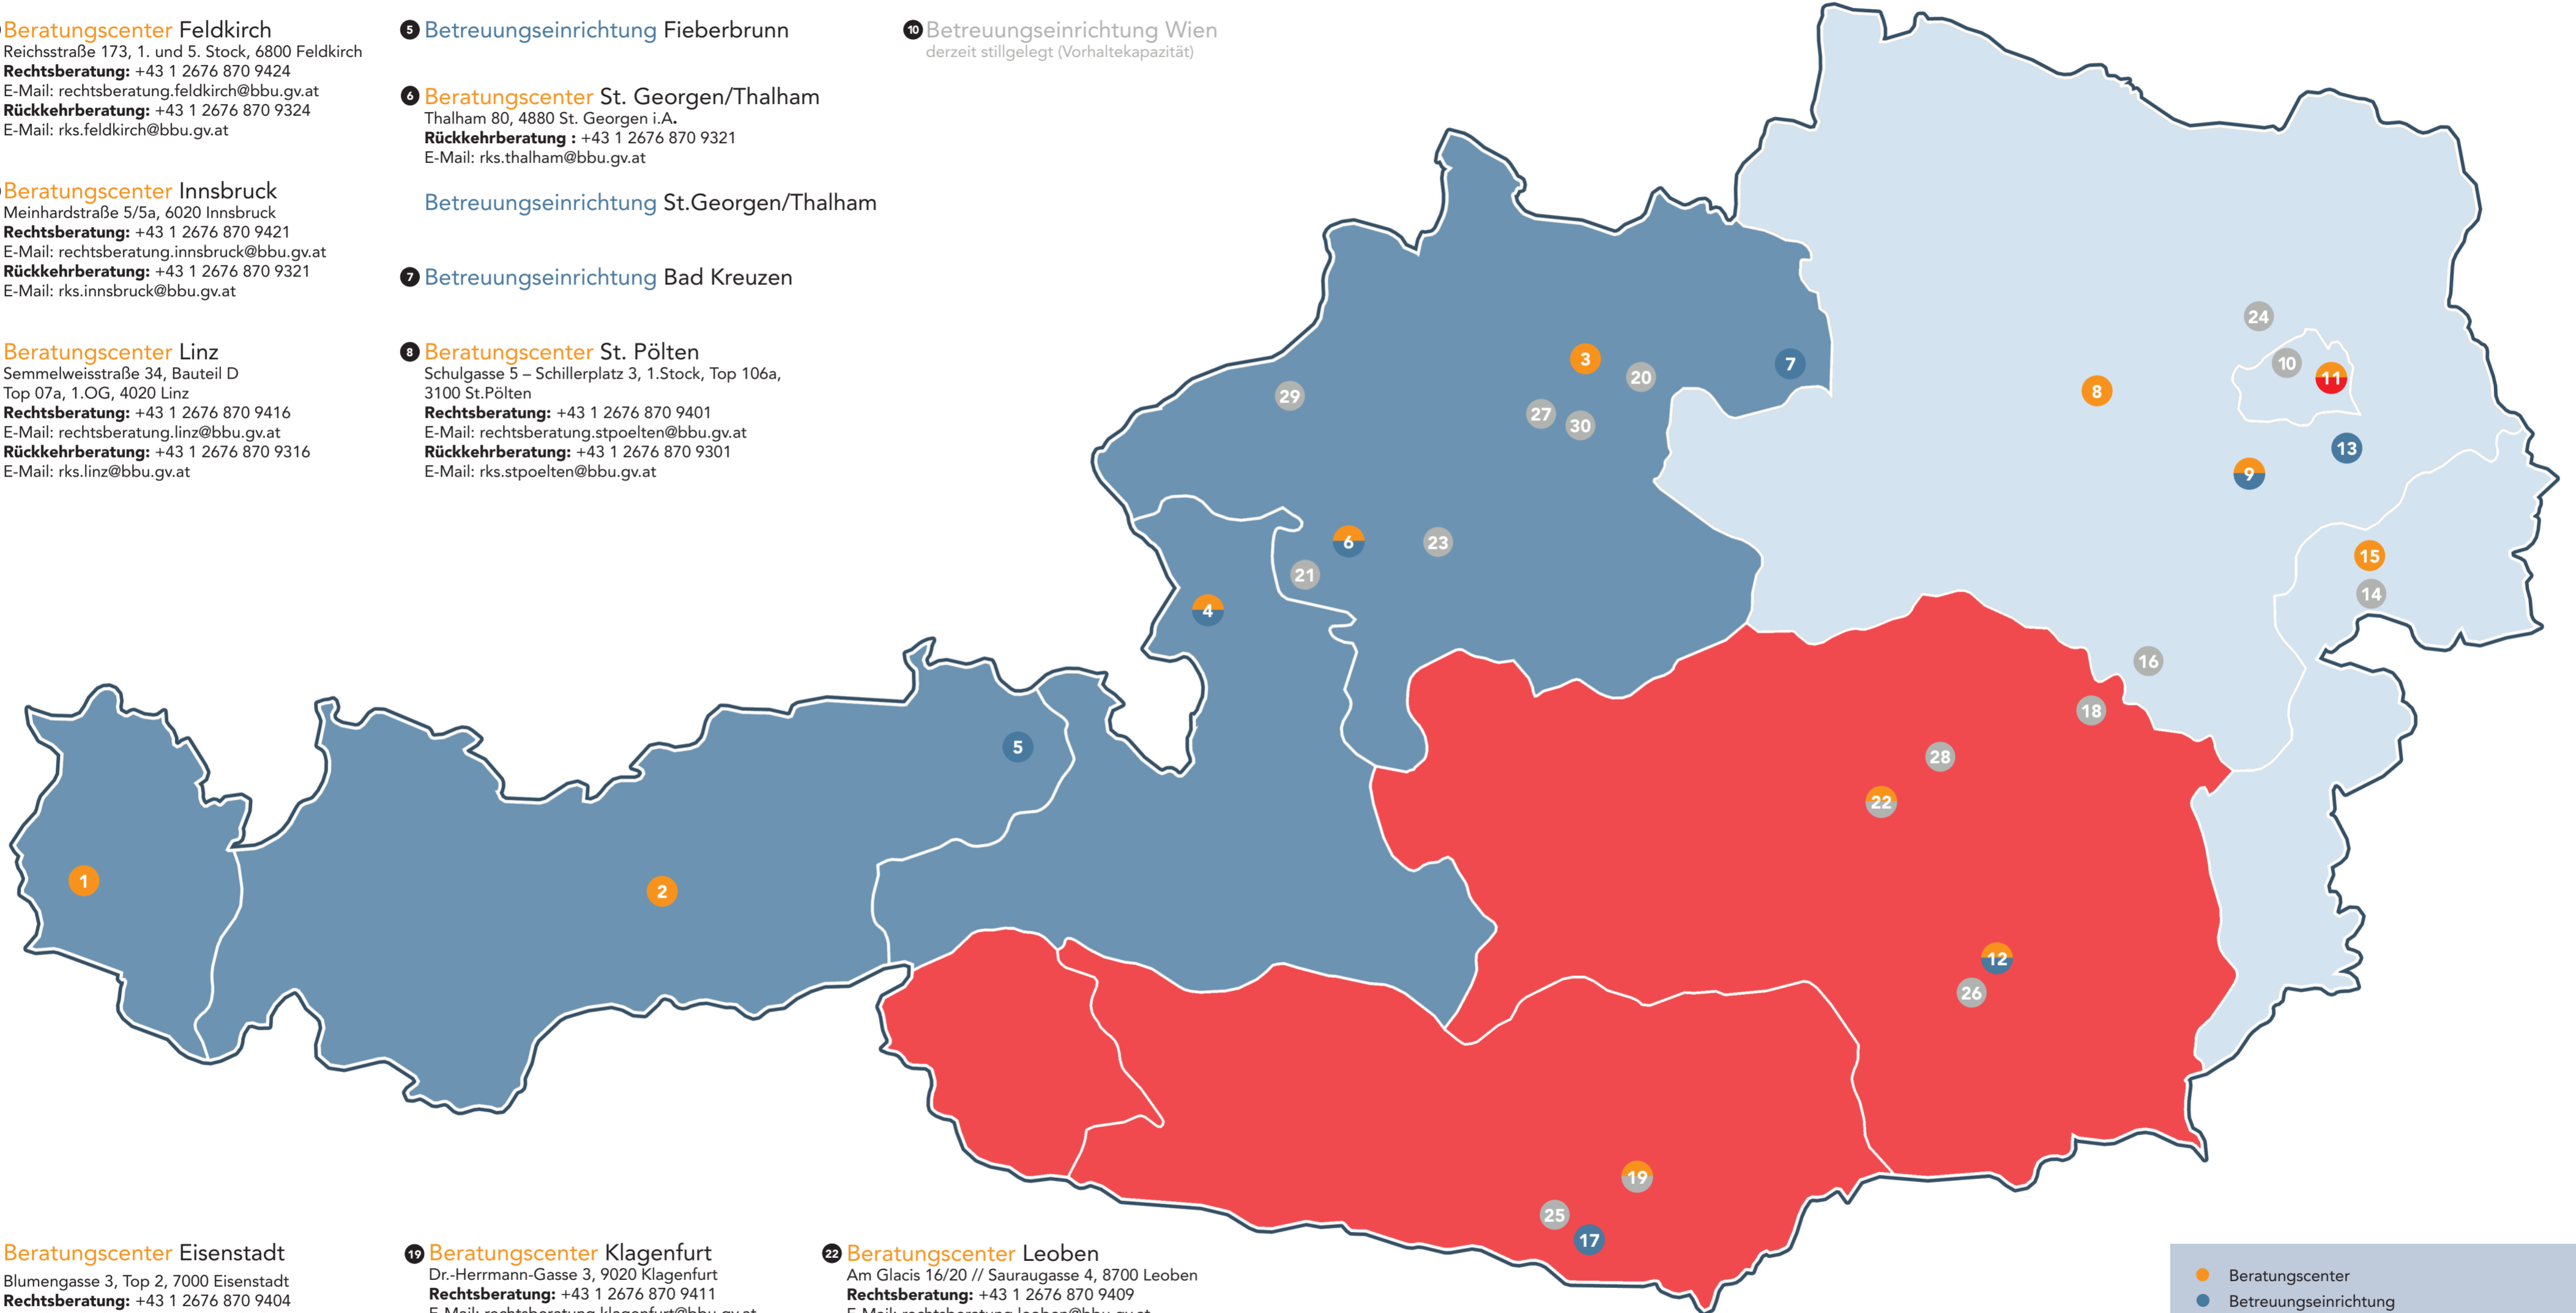 Beratungscenter Feldkirch
Reichsstraße 173, 1. und 5. Stock, 6800 Feldkirch
Rechtsberatung: +43 1 2676 870 9424
E-Mail: rechtsberatung.feldkirch@bbu.gv.at
Rückkehrberatung: +43 1 2676 870 9324
E-Mail: rks.feldkirch@bbu.gv.at
Beratungscenter Innsbruck
Meinhardstraße 5/5a, 6020 Innsbruck
Rechtsberatung: +43 1 2676 870 9421
E-Mail: rechtsberatung.innsbruck@bbu.gv.at
Rückkehrberatung: +43 1 2676 870 9321
E-Mail: rks.innsbruck@bbu.gv.at
Beratungscenter Linz
Semmelweisstraße 34, Bauteil D
Top 07a, 1.OG, 4020 Linz
Rechtsberatung: +43 1 2676 870 9416
E-Mail: rechtsberatung.linz@bbu.gv.at
Rückkehrberatung: +43 1 2676 870 9316
E-Mail: rks.linz@bbu.gv.at
5 Betreuungseinrichtung Fieberbrunn
6 Beratungscenter St. Georgen/Thalham
Thalham 80, 4880 St. Georgen i.A.
Rückkehrberatung : +43 1 2676 870 9321
E-Mail: rks.thalham@bbu.gv.at
Betreuungseinrichtung St.Georgen/Thalham
7 Betreuungseinrichtung Bad Kreuzen
8 Beratungscenter St. Pölten
Schulgasse 5 – Schillerplatz 3, 1.Stock, Top 106a,
3100 St.Pölten
Rechtsberatung: +43 1 2676 870 9401
E-Mail: rechtsberatung.stpoelten@bbu.gv.at
Rückkehrberatung: +43 1 2676 870 9301
E-Mail: rks.stpoelten@bbu.gv.at
10 Betreuungseinrichtung Wien
derzeit stillgelegt (Vorhaltekapazität)
24
10
11
3
7
20
8
29
27
30
13
9
6
23
15
21
14
4
16
18
5
28
22
1
2
12
26
19
25
17
Beratungscenter Eisenstadt
Blumengasse 3, Top 2, 7000 Eisenstadt
Rechtsberatung: +43 1 2676 870 9404
19 Beratungscenter Klagenfurt
Dr.-Herrmann-Gasse 3, 9020 Klagenfurt
Rechtsberatung: +43 1 2676 870 9411
E-Mail: rechtsberatung.klagenfurt@bbu.gv.at
22 Beratungscenter Leoben
Am Glacis 16/20 // Sauraugasse 4, 8700 Leoben
Rechtsberatung: +43 1 2676 870 9409
E-Mail: rechtsberatung.leoben@bbu.gv.at
Beratungscenter
Betreuungseinrichtung